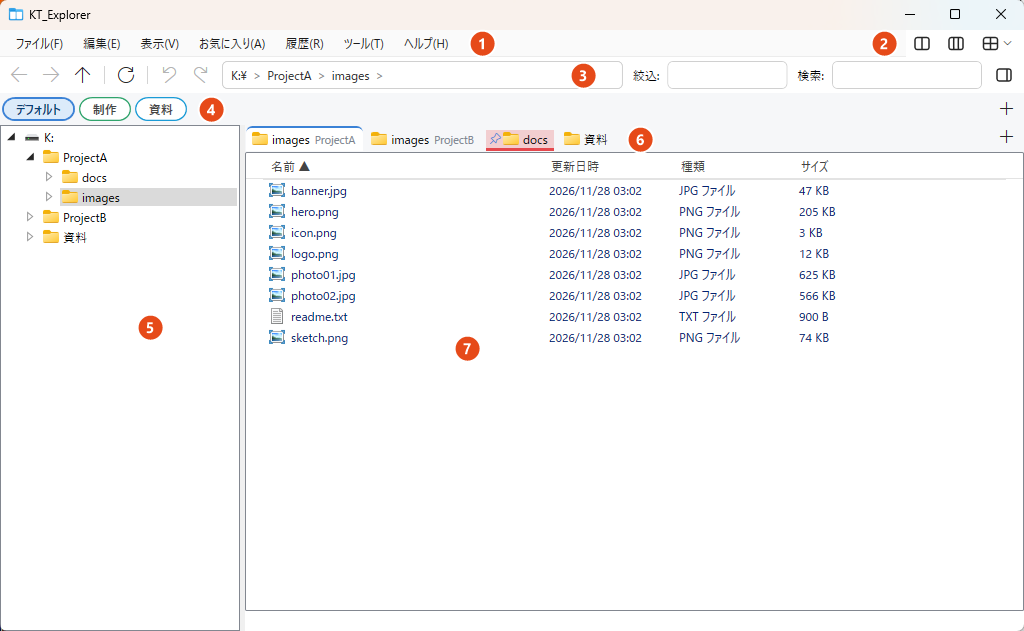 KT_Explorer
ファイル(F) 編集(E) 表示(V) お気に入り(A) 履歴(R) ツール(T) ヘルプ(H) 1 2
K:¥ > ProjectA > images > 3 絞込: 検索:
デフォルト 制作 資料 4
K:
ProjectA
docs
images
ProjectB
資料
5
images ProjectA images ProjectB docs 資料 6
名前 ▲ 更新日時 種類 サイズ
banner.jpg 2026/11/28 03:02 JPG ファイル 47 KB
hero.png 2026/11/28 03:02 PNG ファイル 205 KB
icon.png 2026/11/28 03:02 PNG ファイル 3 KB
logo.png 2026/11/28 03:02 PNG ファイル 12 KB
photo01.jpg 2026/11/28 03:02 JPG ファイル 625 KB
photo02.jpg 2026/11/28 03:02 JPG ファイル 566 KB
readme.txt 2026/11/28 03:02 TXT ファイル 900 B
sketch.png 2026/11/28 03:02 PNG ファイル 74 KB
7